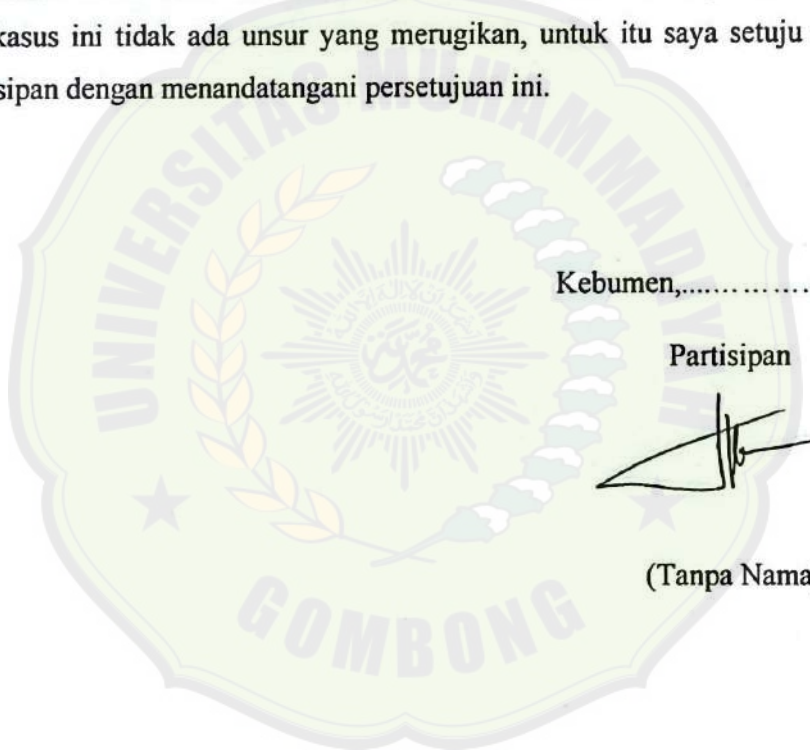 kasus ini tidak ada unsur yang merugikan, untuk itu saya setuju
sipan dengan menandatangani persetujuan ini.
UNIVERSITAS MUHAMMADIYAH
Kebumen,..............
Partisipan
(Tanpa Nama
GOMBONG